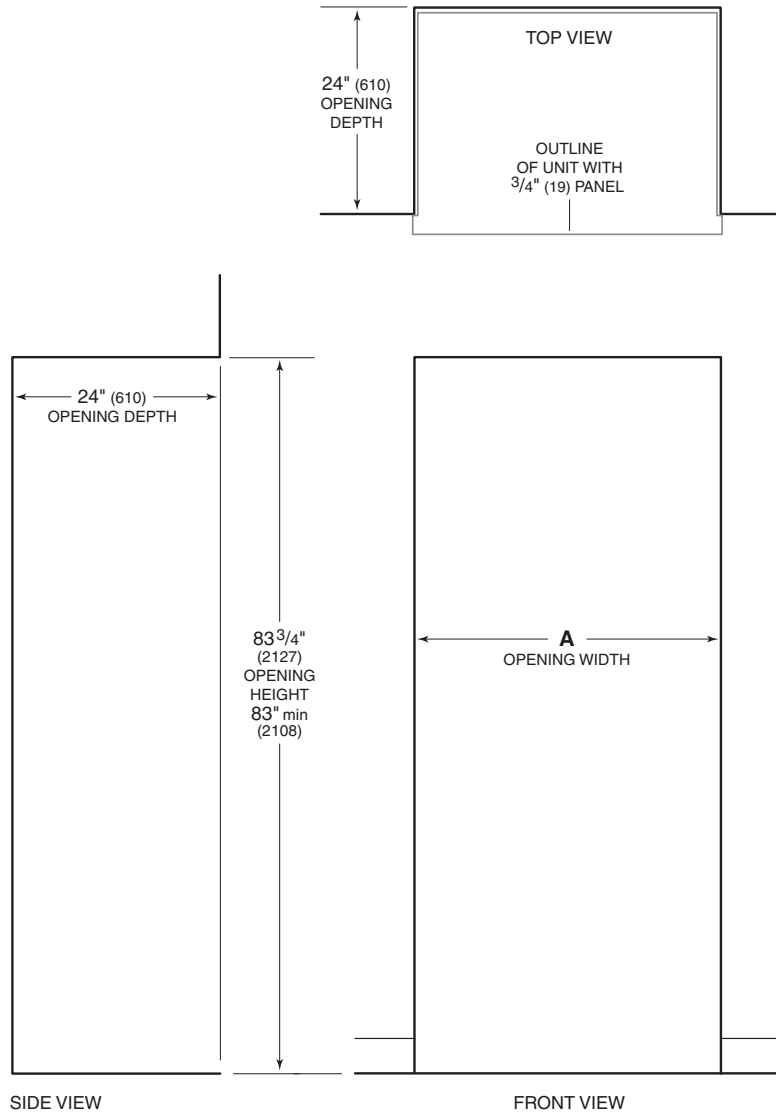 TOP VIEW
24" (610)
OPENING
DEPTH
OUTLINE
OF UNIT WITH
3/4" (19) PANEL
24" (610)
OPENING DEPTH
83 3/4"
(2127)
OPENING
HEIGHT
83" min
(2108)
A
OPENING WIDTH
SIDE VIEW
FRONT VIEW